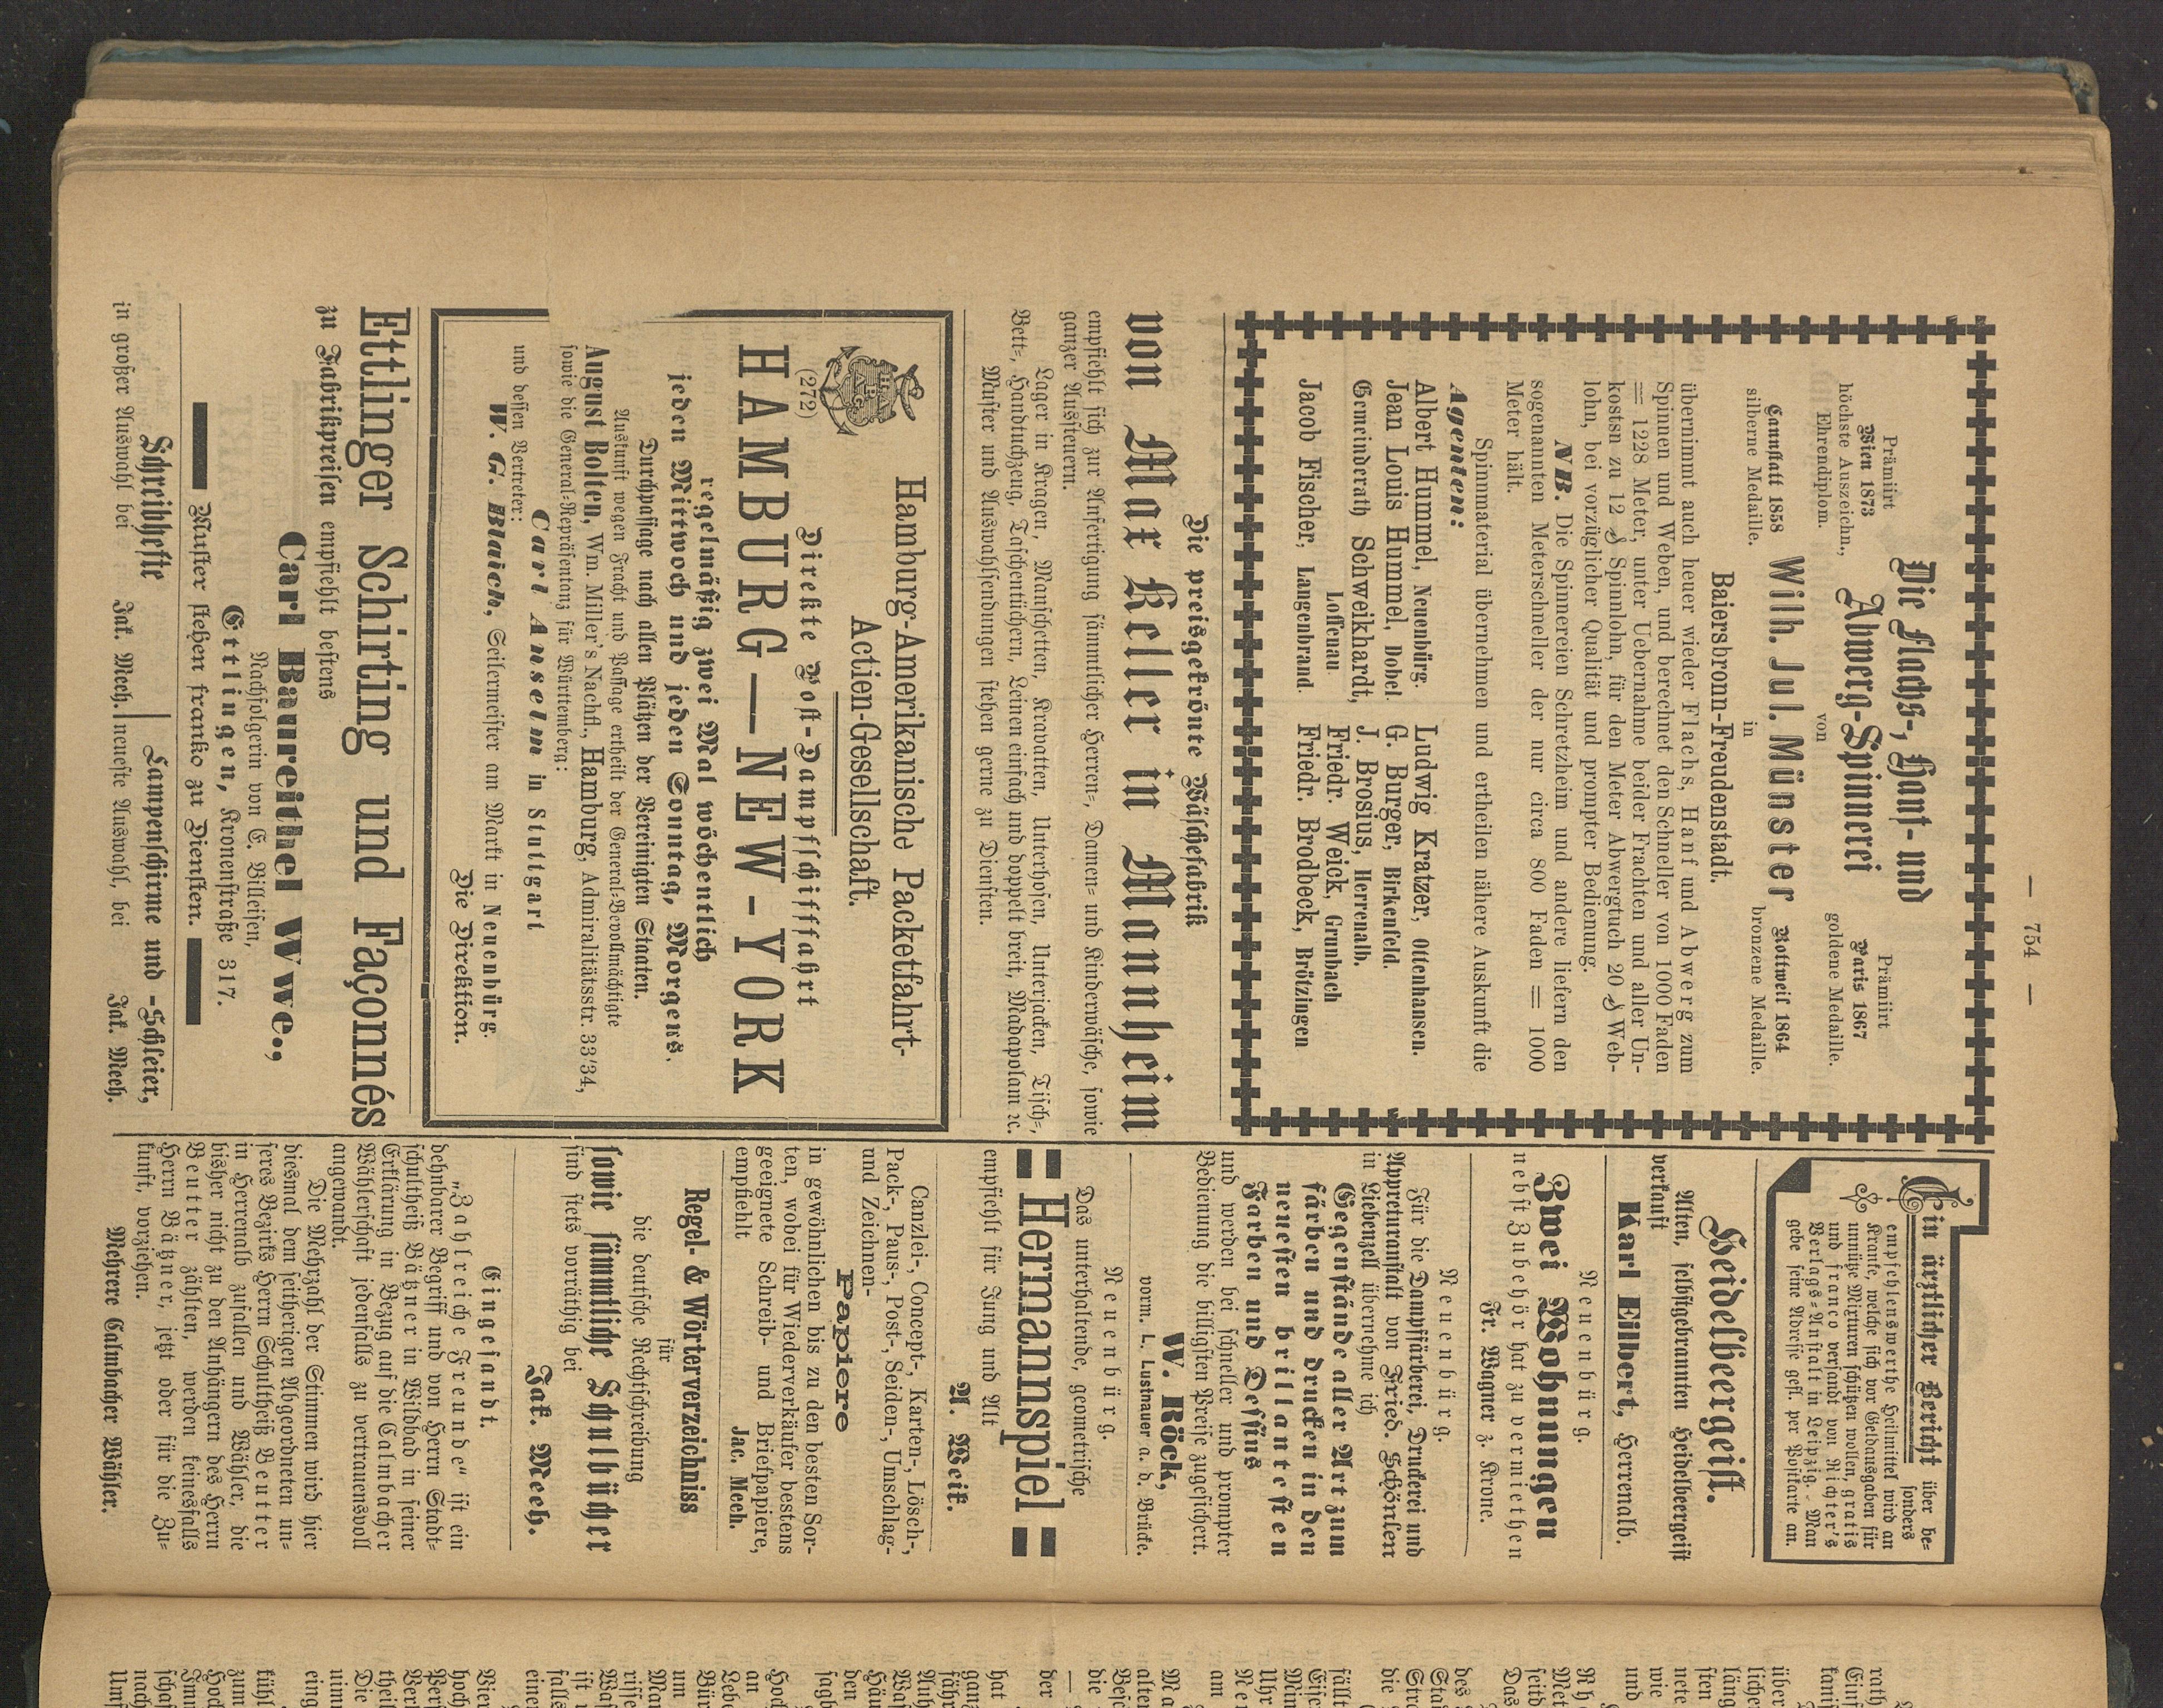 — 754 —
Die Flachs-, Hanf- und
Abwerg-Spinnerei
Prämiirt
Wien 1873
höchste Auszeichn.,
Ehrendiplom.
Prämiirt
Paris 1867
goldene Medaille.
von
Cannstatt 1858
silberne Medaille.
Wilh. Jul. Münster
Rottweil 1864
bronzene Medaille.
in
Baiersbronn-Freudenstadt.
übernimmt auch heuer wieder Flachs, Hanf und Abwerg zum
Spinnen und Weben, und berechnet den Schneller von 1000 Faden
= 1228 Meter, unter Uebernahme beider Frachten und aller Un-
kostsn zu 12 ₰ Spinnlohn, für den Meter Abwergtuch 20 ₰ Web-
lohn, bei vorzüglicher Qualität und prompter Bedienung.
NB. Die Spinnereien Schretzheim und andere liefern den
sogenannten Meterschneller der nur circa 800 Faden = 1000
Meter hält.
Spinnmaterial übernehmen und ertheilen nähere Auskunft die
Agenten:
Albert Hummel, Neuenbürg.
Jean Louis Hummel, Dobel.
Gemeinderath Schweikhardt,
Loffenau
Jacob Fischer, Langenbrand.
Ludwig Kratzer, Ottenhausen.
G. Burger, Birkenfeld.
J. Brosius, Herrenalb.
Friedr. Weick, Grunbach
Friedr. Brodbeck, Brötzingen
Die preisgekrönte Wäschefabrik
von Max Keller in Mannheim
empfiehlt sich zur Anfertigung sämmtlicher Herren-, Damen- und Kinderwäsche, sowie
ganzer Aussteuern.
Lager in Kragen, Manschetten, Kravatten, Unterhosen, Unterjacken, Tisch-,
Bett-, Handtuchzeug, Taschentüchern, Leinen einfach und doppelt breit, Madapolam ꝛc.
Muster und Auswahlsendungen stehen gerne zu Diensten.
Hamburg-Amerikanische Packetfahrt-
Actien-Gesellschaft.
H A P A G
(272)
Direkte Post-Dampfschifffahrt
HAMBURG—NEW-YORK
regelmäßig zwei Mal wöchentlich
jeden Mittwoch und jeden Sonntag, Morgens.
Durchpassage nach allen Plätzen der Vereinigten Staaten.
Auskunft wegen Fracht und Passage ertheilt der General-Bevollmächtigte
August Bolten, Wm. Miller's Nachfl., Hamburg, Admiralitätsstr. 33/34,
sowie die General-Repräsentanz für Württemberg:
Carl Anselm in Stuttgart
und dessen Vertreter:
W. G. Blaich, Seilermeister am Markt in Neuenbürg.
Die Direktion.
Ettlinger Schirting und Façonnés
zu Fabrikpreisen empfiehlt bestens
Carl Baureithel Wwe.,
Nachfolgerin von E. Billeisen,
Ettlingen, Kronenstraße 317.
Muster stehen franko zu Diensten.
Schreibhefte
in großer Auswahl bei Jak. Meeh.
Lampenschirme und -Schleier,
neueste Auswahl, bei Jak. Meeh.
Ein ärztlicher Bericht über be-
sonders
empfehlenswerthe Heilmittel wird an
Kranke, welche sich vor Geldausgaben für
unnütze Mixturen schützen wollen, gratis
und franco versandt von Richter's
Verlags-Anstalt in Leipzig. Man
gebe seine Adresse gefl. per Postkarte an.
Heidelbeergeist.
Alten, selbstgebrannten Heidelbeergeist
verkauft
Karl Eilbert, Herrenalb.
Neuenbürg.
Zwei Wohnungen
nebst Zubehör hat zu vermiethen
Fr. Wagner z. Krone.
Neuenbürg.
Für die Dampffärberei, Druckerei und
Appreturanstalt von Fried. Schönlen
in Liebenzell übernehme ich
Gegenstände aller Art zum
färben und drucken in den
neuesten brillantesten
Farben und Dessins
und werden bei schneller und prompter
Bedienung die billigsten Preise zugesichert.
W. Röck,
vorm. L. Lustnauer a. d. Brücke.
Neuenbürg.
Das unterhaltende, geometrische
Hermannspiel
empfiehlt für Jung und Alt
A. Weik.
Canzlei-, Concept-, Karten-, Lösch-,
Pack-, Paus-, Post-, Seiden-, Umschlag-
und Zeichnen-
Papiere
in gewöhnlichen bis zu den besten Sor-
ten, wobei für Wiederverkäufer bestens
geeignete Schreib- und Briefpapiere,
empfiehlt
Jac. Meeh.
Regel- & Wörterverzeichniss
für
die deutsche Rechtschreibung
sowie sämmtliche Schulbücher
sind stets vorräthig bei
Jak. Meeh.
Eingesandt.
„Zahlreiche Freunde“ ist ein
dehnbarer Begriff und von Herrn Stadt-
schultheiß Bätzner in Wildbad in seiner
Erklärung in Bezug auf die Calmbacher
Wählerschaft jedenfalls zu vertrauensvoll
angewandt.
Die Mehrzahl der Stimmen wird hier
diesmal dem seitherigen Abgeordneten un-
seres Bezirks Herrn Schultheiß Beutter
in Herrenalb zufallen und Wähler, die
bisher nicht zu den Anhängern des Herrn
Beutter zählten, werden keinesfalls
Herrn Bätzner, jetzt oder für die Zu-
kunft, vorziehen.
Mehrere Calmbacher Wähler.